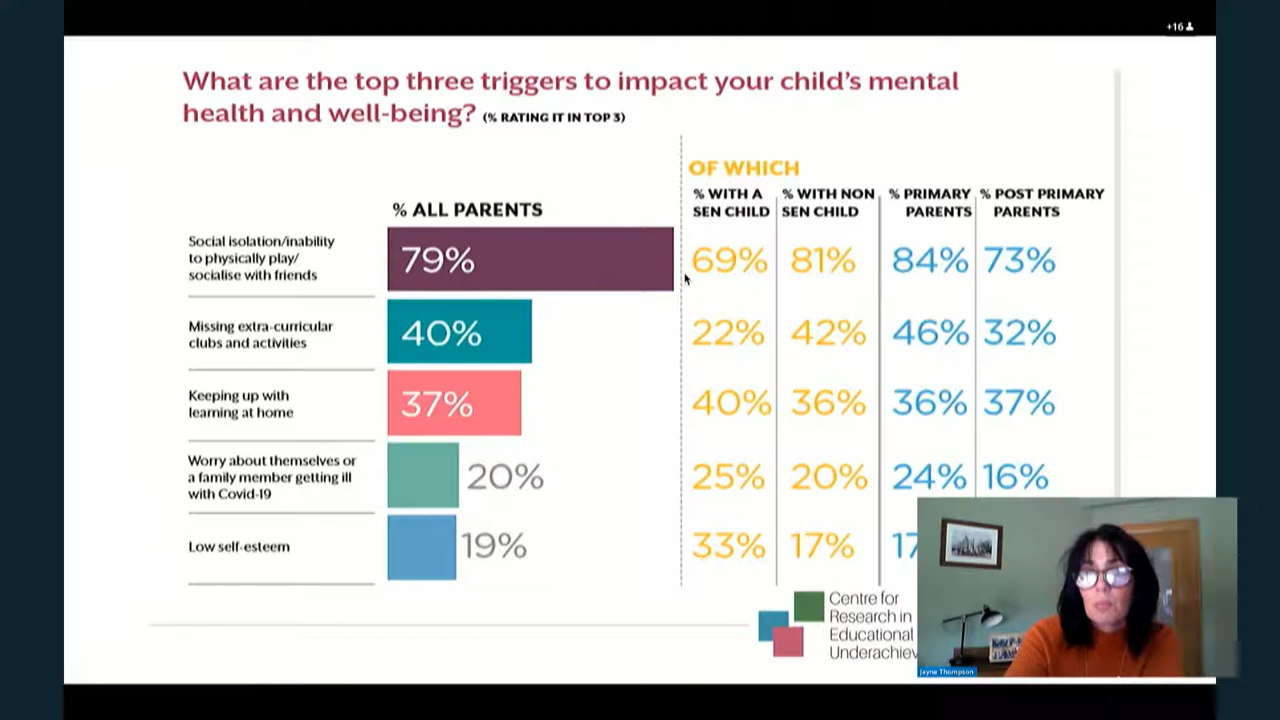 +16
What are the top three triggers to impact your child's mental
health and well-being? (% RATING IT IN TOP 3)
OF WHICH
% ALL PARENTS
% WITH A
SEN CHILD
% WITH NON
SEN CHILD
% PRIMARY
PARENTS
% POST PRIMARY
PARENTS
Social isolation/inability
to physically play/
socialise with friends
79%
69%
81%
84%
73%
Missing extra-curricular
clubs and activities
40%
22%
42%
46%
32%
Keeping up with
learning at home
37%
40%
36%
36%
37%
Worry about themselves or
a family member getting ill
with Covid-19
20%
25%
20%
24%
16%
Low self-esteem
19%
33%
17%
17
Centre for
Research in
Educational
Underachiev
Jayne Thompson